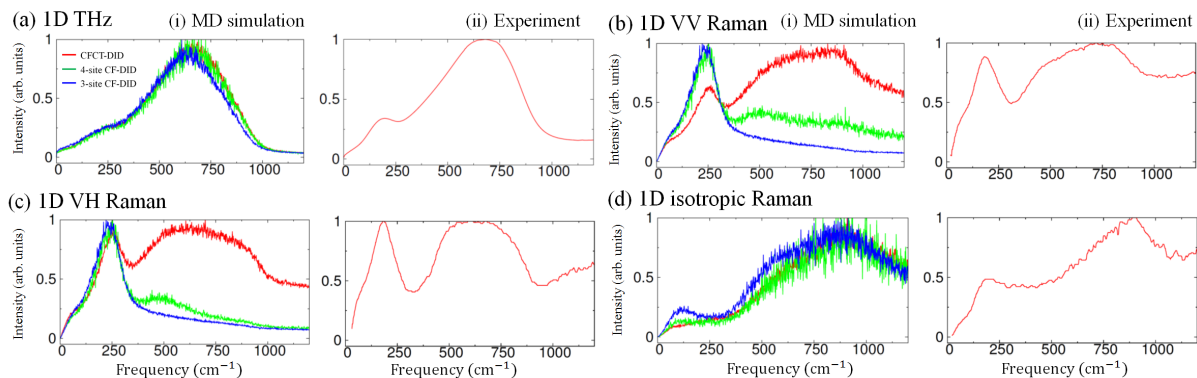 (a) 1D THz (i) MD simulation (ii) Experiment
Intensity (arb. units)
1
0.5
0
CFCT-DID
4-site CF-DID
3-site CF-DID
0 250 500 750 1000
1
0.5
0
0 250 500 750 1000
(b) 1D VV Raman (i) MD simulation (ii) Experiment
Intensity (arb. units)
1
0.5
0
0 250 500 750 1000
1
0.5
0
0 250 500 750 1000
(c) 1D VH Raman
Intensity (arb. units)
1
0.5
0
0 250 500 750 1000
Frequency (cm⁻¹)
1
0.5
0
0 250 500 750 1000
Frequency (cm⁻¹)
(d) 1D isotropic Raman
Intensity (arb. units)
1
0.5
0
0 250 500 750 1000
Frequency (cm⁻¹)
1
0.5
0
0 250 500 750 1000
Frequency (cm⁻¹)